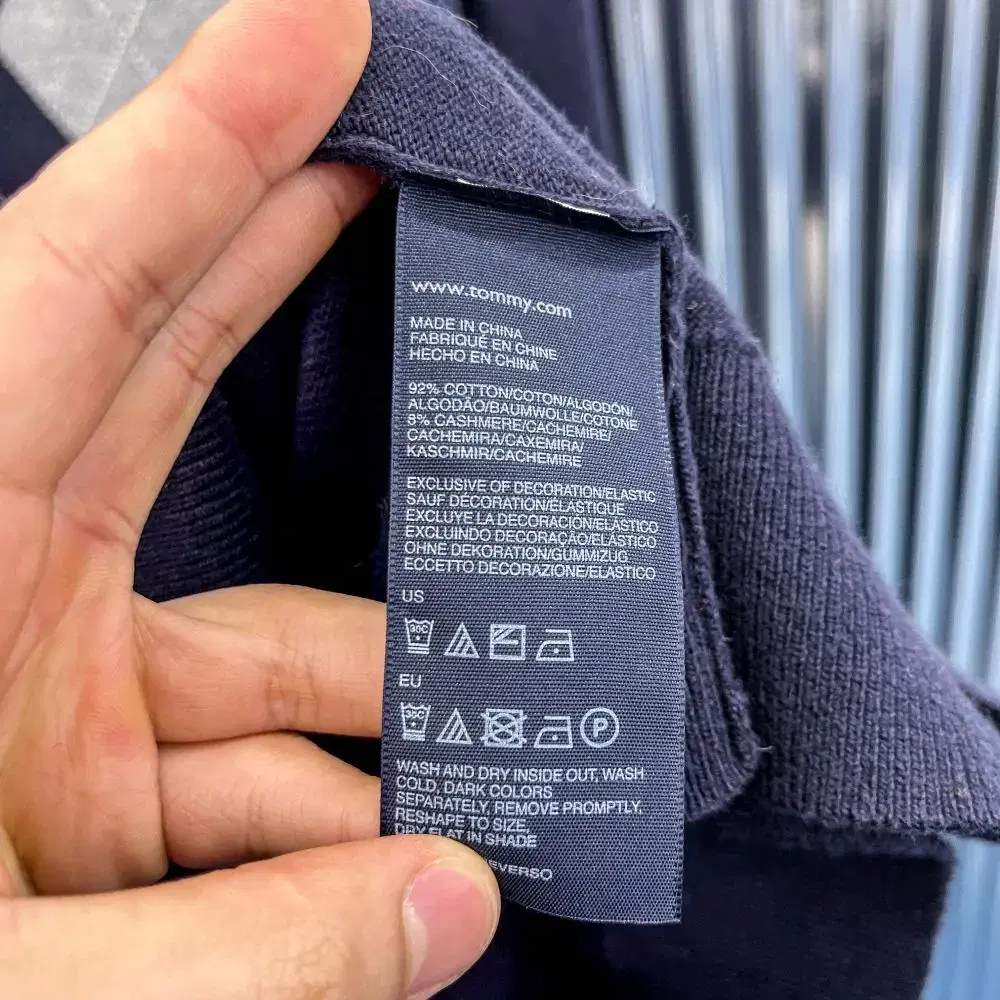 www.tommy.com
MADE IN CHINA
FABRIQUÉ EN CHINE
HECHO EN CHINA
92% COTTON/COTON/ALGODÓN/
ALGODÃO/BAUMWOLLE/COTONE
8% CASHMERE/CACHEMIRE/
CACHEMIRA/CAXEMIRA/
KASCHMIR/CACHEMIRE
EXCLUSIVE OF DECORATION/ELASTIC
SAUF DÉCORATION/ÉLASTIQUE
EXCLUYE LA DECORACIÓN/ELÁSTICO
EXCLUINDO DECORAÇÃO/ELÁSTICO
OHNE DEKORATION/GUMMIZUG
ECCETTO DECORAZIONE/ELASTICO
US
30C
EU
30C
P
WASH AND DRY INSIDE OUT, WASH
COLD, DARK COLORS
SEPARATELY, REMOVE PROMPTLY,
RESHAPE TO SIZE,
DRY FLAT IN SHADE